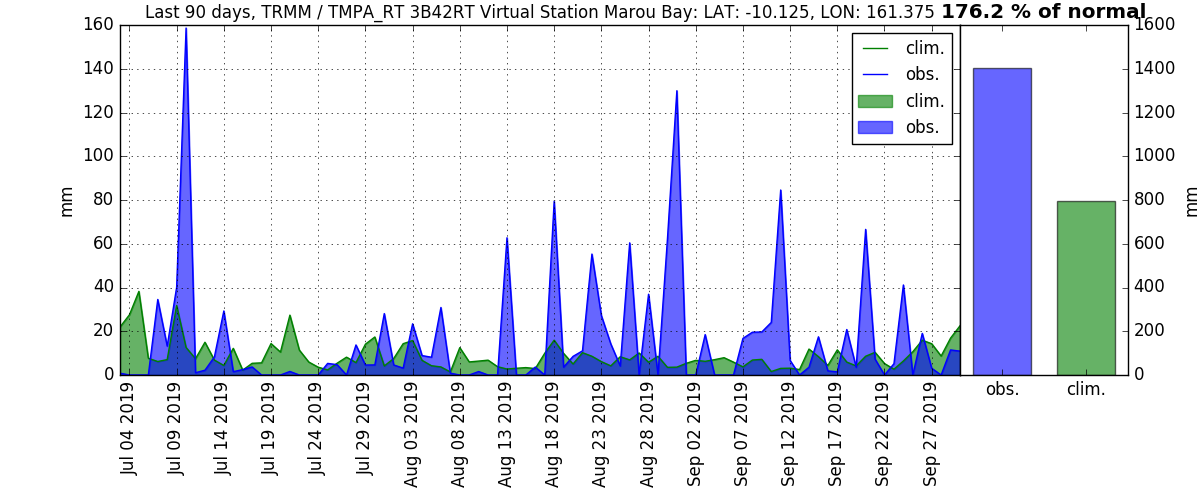 Last 90 days, TRMM / TMPA_RT 3B42RT Virtual Station Marou Bay: LAT: -10.125, LON: 161.375 176.2 % of normal
160
140
120
100
80
60
40
20
0
mm
clim.
obs.
clim.
obs.
1600
1400
1200
1000
800
600
400
200
0
mm
Jul 04 2019
Jul 09 2019
Jul 14 2019
Jul 19 2019
Jul 24 2019
Jul 29 2019
Aug 03 2019
Aug 08 2019
Aug 13 2019
Aug 18 2019
Aug 23 2019
Aug 28 2019
Sep 02 2019
Sep 07 2019
Sep 12 2019
Sep 17 2019
Sep 22 2019
Sep 27 2019
obs.
clim.